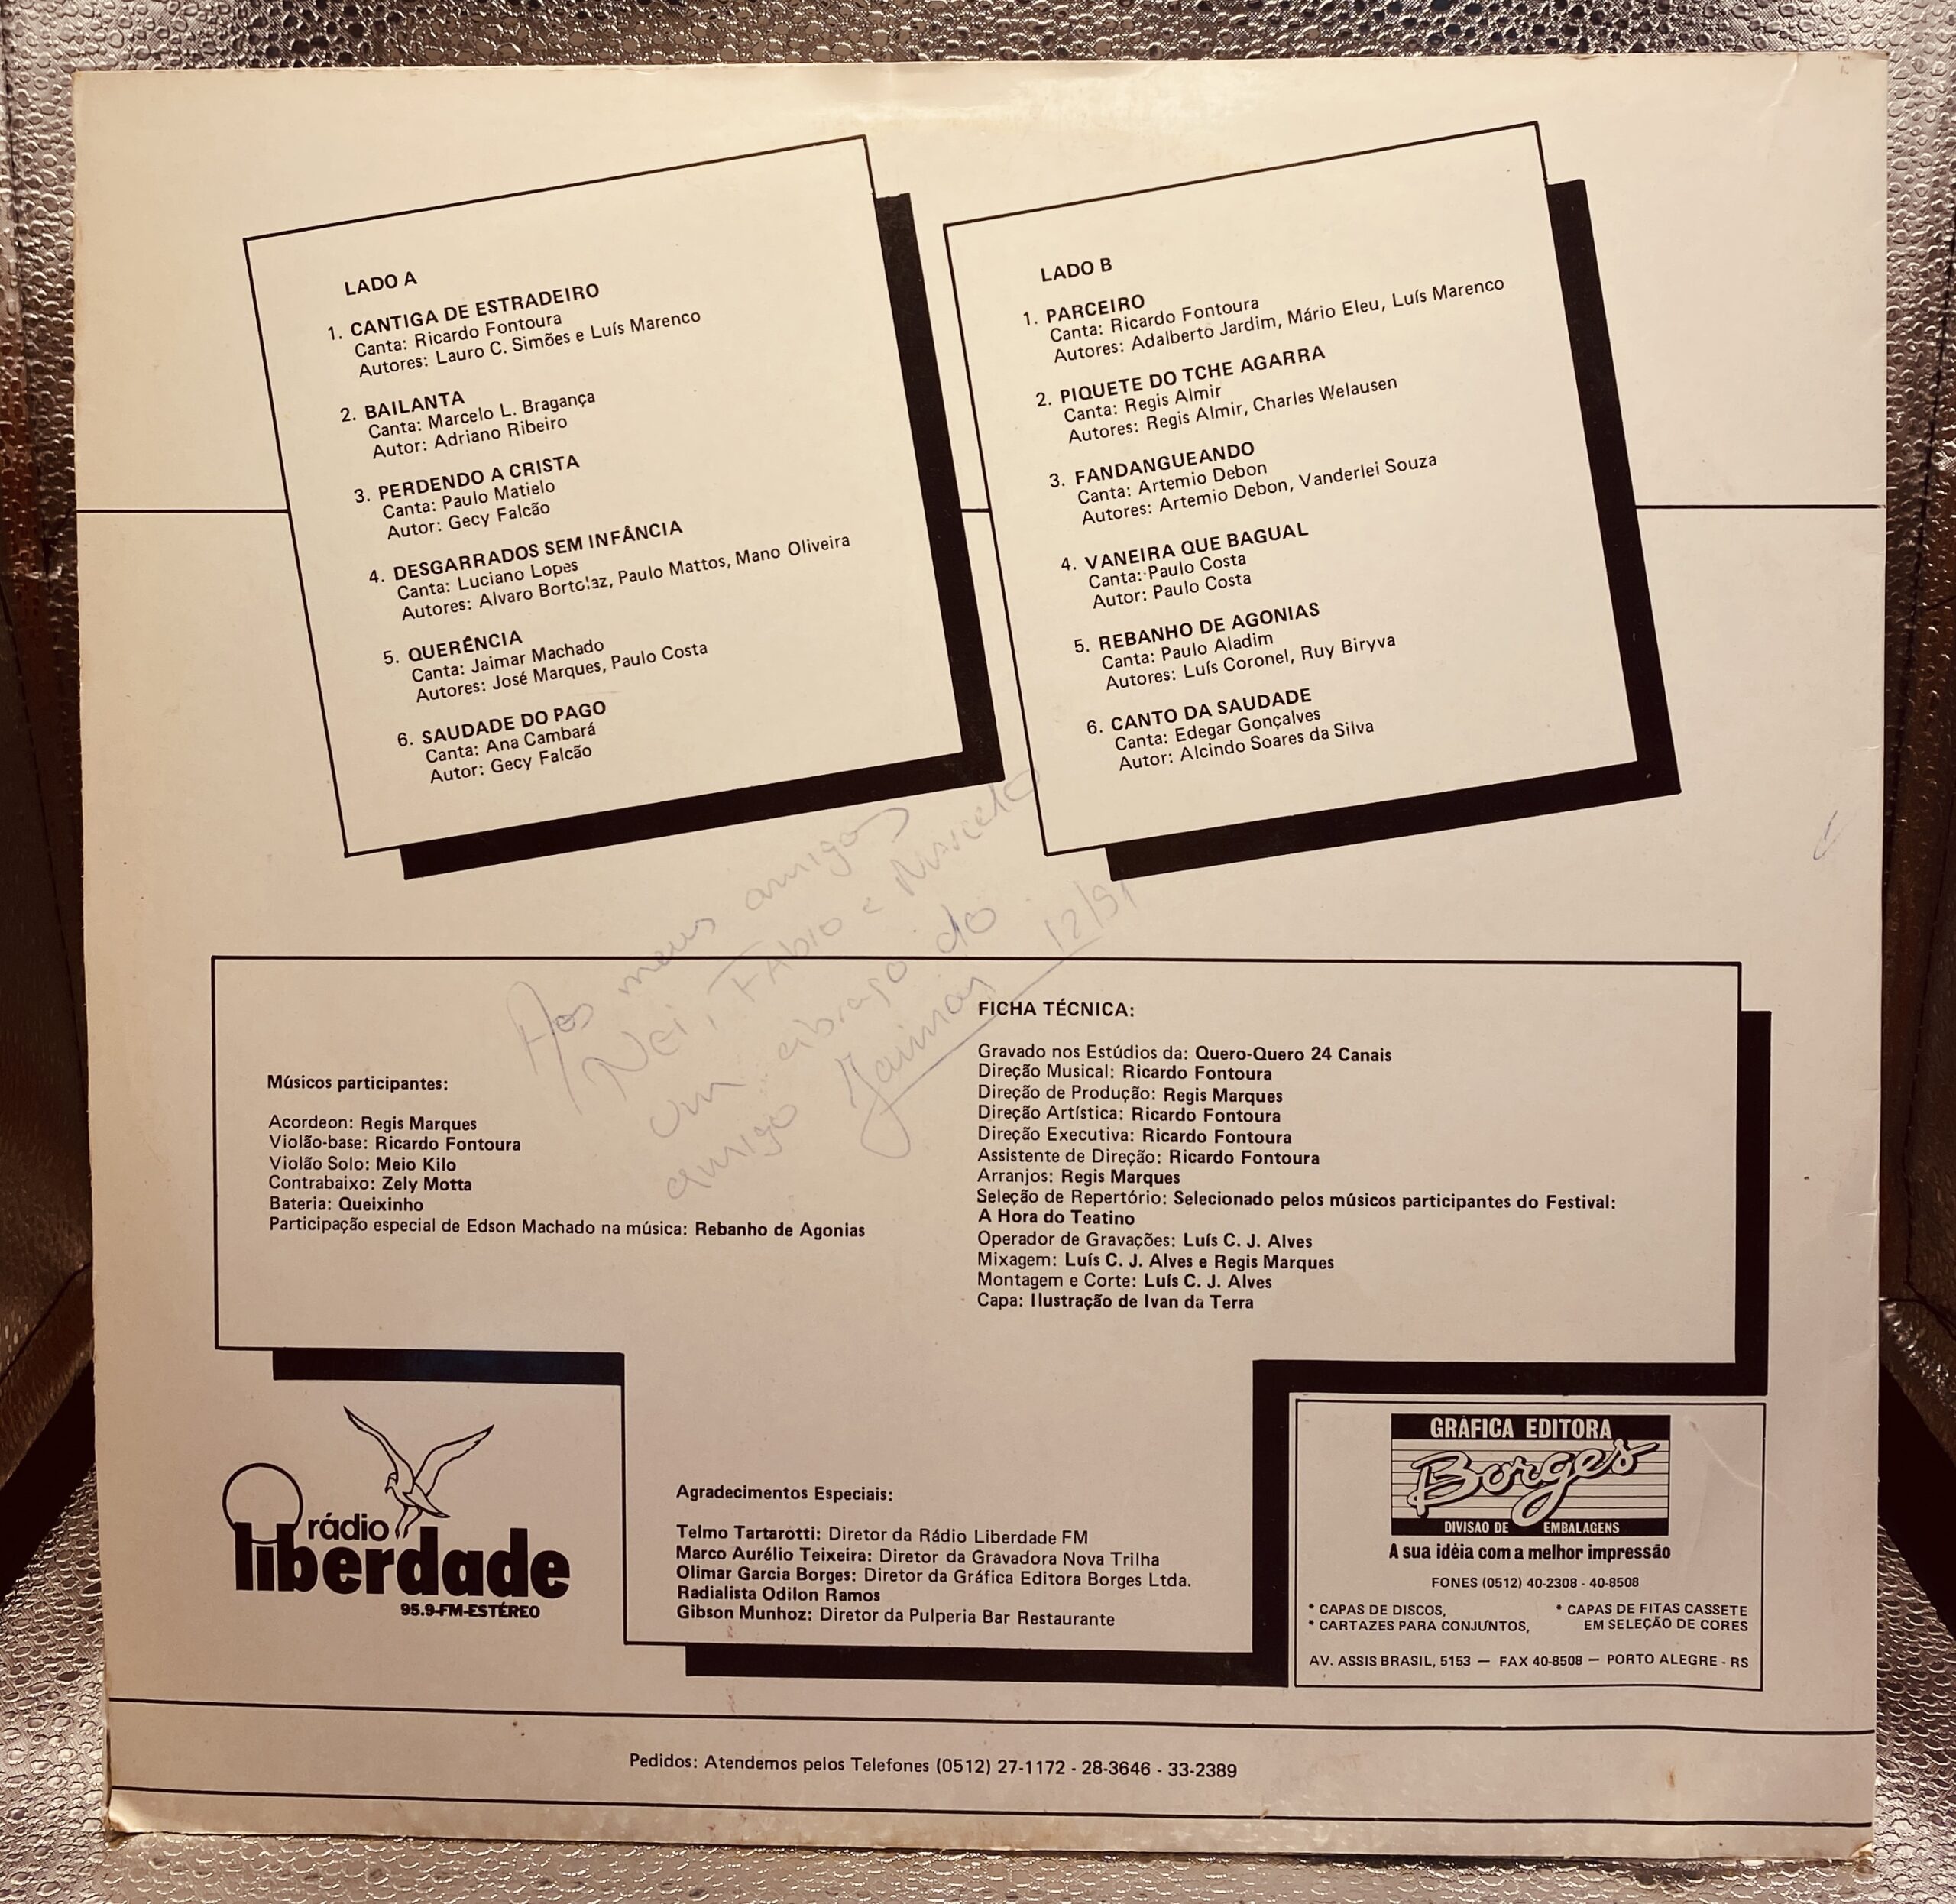 LADO A
1. CANTIGA DE ESTRADEIRO
Canta: Ricardo Fontoura
Autores: Lauro C. Simões e Luís Marenco
2. BAILANTA
Canta: Marcelo L. Bragança
Autor: Adriano Ribeiro
3. PERDENDO A CRISTA
Canta: Paulo Matielo
Autor: Gecy Falcão
4. DESGARRADOS SEM INFÂNCIA
Canta: Luciano Lopes
Autores: Alvaro Bortolaz, Paulo Mattos, Mano Oliveira
5. QUERÊNCIA
Canta: Jaimar Machado
Autores: José Marques, Paulo Costa
6. SAUDADE DO PAGO
Canta: Ana Cambará
Autor: Gecy Falcão
LADO B
1. PARCEIRO
Canta: Ricardo Fontoura
Autores: Adalberto Jardim, Mário Eleu, Luís Marenco
2. PIQUETE DO TCHE AGARRA
Canta: Regis Almir
Autores: Regis Almir, Charles Welausen
3. FANDANGUEANDO
Canta: Artemio Debon
Autores: Artemio Debon, Vanderlei Souza
4. VANEIRA QUE BAGUAL
Canta: Paulo Costa
Autor: Paulo Costa
5. REBANHO DE AGONIAS
Canta: Paulo Aladim
Autores: Luís Coronel, Ruy Biryva
6. CANTO DA SAUDADE
Canta: Edegar Gonçalves
Autor: Alcindo Soares da Silva
Aos meus amigos
Nei, Fábio e
um abraço do
amigo Jaimar 12/91
Músicos participantes:
Acordeon: Regis Marques
Violão-base: Ricardo Fontoura
Violão Solo: Meio Kilo
Contrabaixo: Zely Motta
Bateria: Queixinho
Participação especial de Edson Machado na música: Rebanho de Agonias
FICHA TÉCNICA:
Gravado nos Estúdios da: Quero-Quero 24 Canais
Direção Musical: Ricardo Fontoura
Direção de Produção: Regis Marques
Direção Artística: Ricardo Fontoura
Direção Executiva: Ricardo Fontoura
Assistente de Direção: Ricardo Fontoura
Arranjos: Regis Marques
Seleção de Repertório: Selecionado pelos músicos participantes do Festival:
A Hora do Teatino
Operador de Gravações: Luís C. J. Alves
Mixagem: Luís C. J. Alves e Regis Marques
Montagem e Corte: Luís C. J. Alves
Capa: Ilustração de Ivan da Terra
rádio
liberdade
95.9-FM-ESTÉREO
Agradecimentos Especiais:
Telmo Tartarotti: Diretor da Rádio Liberdade FM
Marco Aurélio Teixeira: Diretor da Gravadora Nova Trilha
Olimar Garcia Borges: Diretor da Gráfica Editora Borges Ltda.
Radialista Odilon Ramos
Gibson Munhoz: Diretor da Pulperia Bar Restaurante
GRÁFICA EDITORA
Borges
DIVISAO DE EMBALAGENS
A sua idéia com a melhor impressão
FONES (0512) 40-2308 - 40-8508
* CAPAS DE DISCOS,
* CARTAZES PARA CONJUNTOS,
* CAPAS DE FITAS CASSETE
EM SELEÇÃO DE CORES
AV. ASSIS BRASIL, 5153 — FAX 40-8508 — PORTO ALEGRE - RS
Pedidos: Atendemos pelos Telefones (0512) 27-1172 - 28-3646 - 33-2389